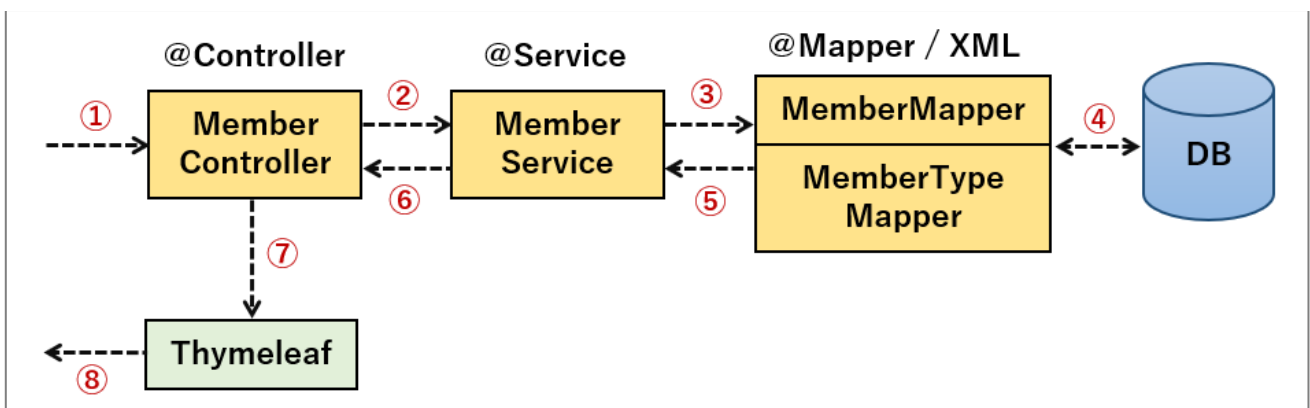 @Controller
@Service
@Mapper / XML
①
Member
Controller
②
⑥
Member
Service
③
⑤
MemberMapper
MemberType
Mapper
④
DB
⑦
Thymeleaf
⑧